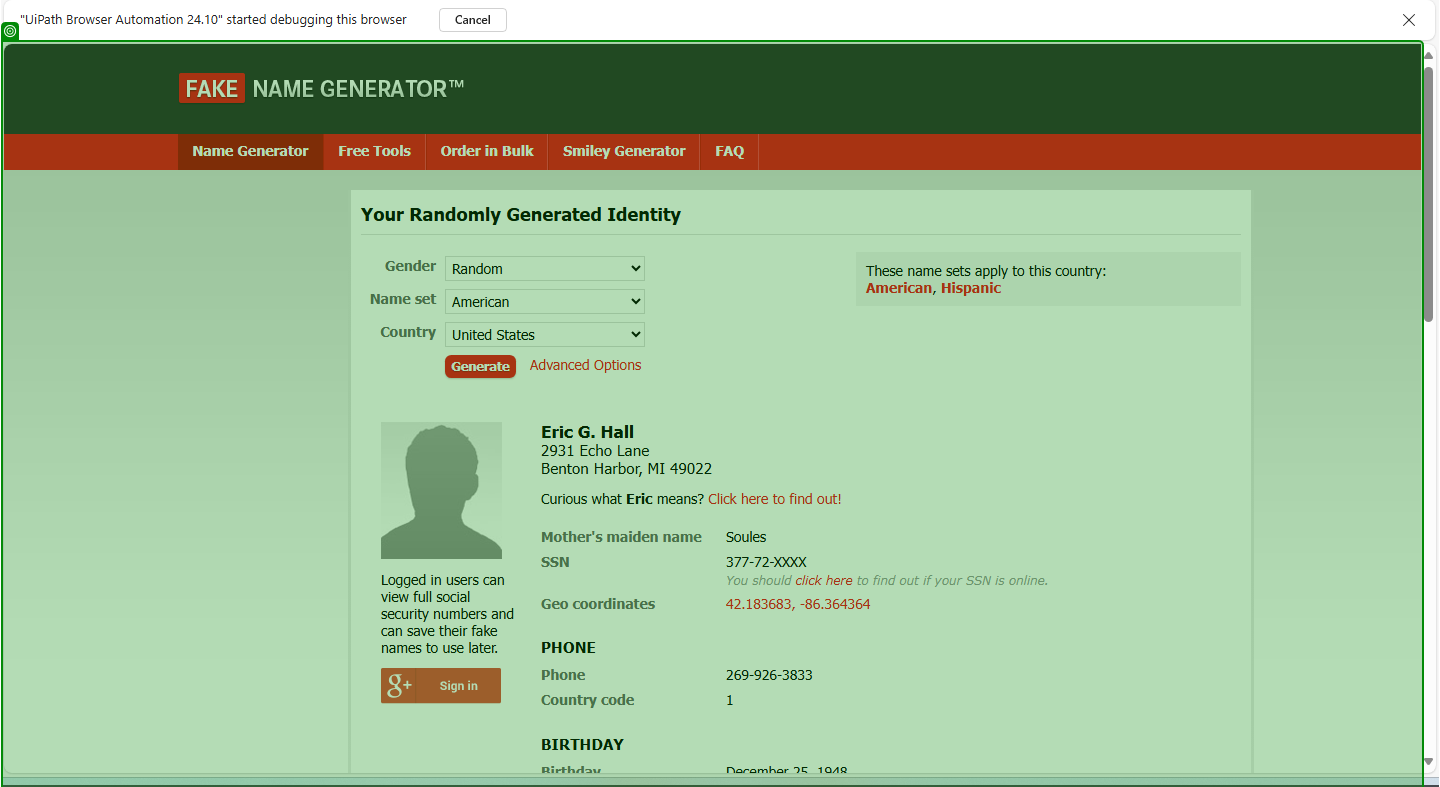 "UiPath Browser Automation 24.10" started debugging this browser Cancel
FAKE NAME GENERATOR™
Name Generator Free Tools Order in Bulk Smiley Generator FAQ
Your Randomly Generated Identity
Gender Random
Name set American
Country United States
Generate Advanced Options
These name sets apply to this country:
American, Hispanic
Eric G. Hall
2931 Echo Lane
Benton Harbor, MI 49022
Curious what Eric means? Click here to find out!
Mother's maiden name Soules
SSN 377-72-XXXX
You should click here to find out if your SSN is online.
Geo coordinates 42.183683, -86.364364
Logged in users can
view full social
security numbers and
can save their fake
names to use later.
g+ Sign in
PHONE
Phone 269-926-3833
Country code 1
BIRTHDAY
Birthday December 25, 1948